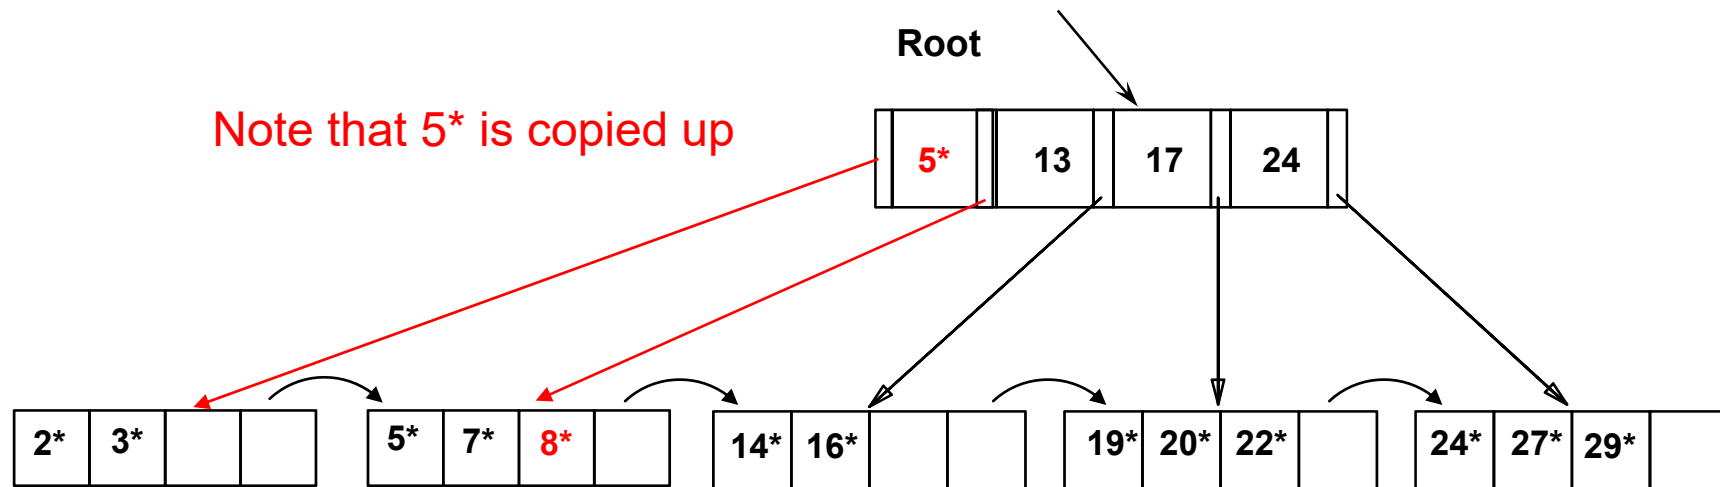 Root
Note that 5* is copied up
5* 13 17 24
2* 3* 5* 7* 8* 14* 16* 19* 20* 22* 24* 27* 29*